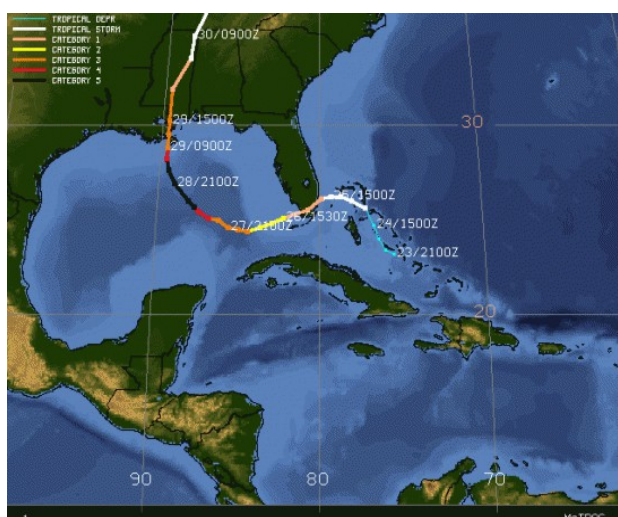 TROPICAL DEPR
TROPICAL STORM
CATEGORY 1
CATEGORY 2
CATEGORY 3
CATEGORY 4
CATEGORY 5
30/0900Z
29/1500Z
30
29/0900Z
28/2100Z
25/1500Z
27/2100Z
26/1530Z
24/1500Z
23/2100Z
20
90
80
70